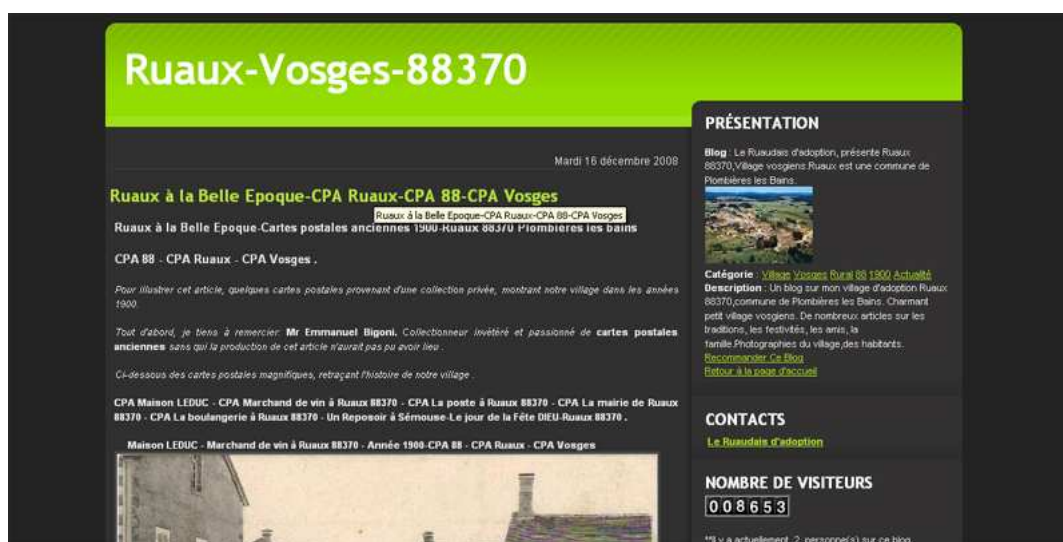 Ruaux-Vosges-88370
Mardi 16 décembre 2008
Ruaux à la Belle Epoque-CPA Ruaux-CPA 88-CPA Vosges
Ruaux à la Belle Epoque-CPA Ruaux-CPA 88-CPA Vosges
Ruaux à la Belle Epoque-Cartes postales anciennes 1900-Ruaux 88370 Plombières les bains
CPA 88 - CPA Ruaux - CPA Vosges .
Pour illustrer cet article, quelques cartes postales provenant d'une collection privée, montrant notre village dans les années
1900.
Tout d'abord, je tiens à remercier: Mr Emmanuel Bigoni. Collectionneur invétéré et passionné de cartes postales
anciennes sans qui la production de cet article n'aurait pas pu avoir lieu .
Ci-dessous des cartes postales magnifiques, retraçant l'histoire de notre village .
CPA Maison LEDUC - CPA Marchand de vin à Ruaux 88370 - CPA La poste à Ruaux 88370 - CPA La mairie de Ruaux
88370 - CPA La boulangerie à Ruaux 88370 - Un Reposoir à Sémouse-Le jour de la Fête DIEU-Ruaux 88370 .
Maison LEDUC - Marchand de vin à Ruaux 88370 - Année 1900-CPA 88 - CPA Ruaux - CPA Vosges
PRÉSENTATION
Blog : Le Ruaudais d'adoption, présente Ruaux
88370,Village vosgiens.Ruaux est une commune de
Plombières les Bains.
Catégorie : Village Vosges Rural 88 1900 Actualité
Description : Un blog sur mon village d'adoption Ruaux
88370,commune de Plombières les Bains. Charmant
petit village vosgiens. De nombreux articles sur les
traditions, les festivités, les amis, la
famille.Photographies du village,des habitants.
Recommander Ce Blog
Retour à la page d'accueil
CONTACTS
Le Ruaudais d'adoption
NOMBRE DE VISITEURS
008653
**Il y a actuellement 2 personne(s) sur ce blog